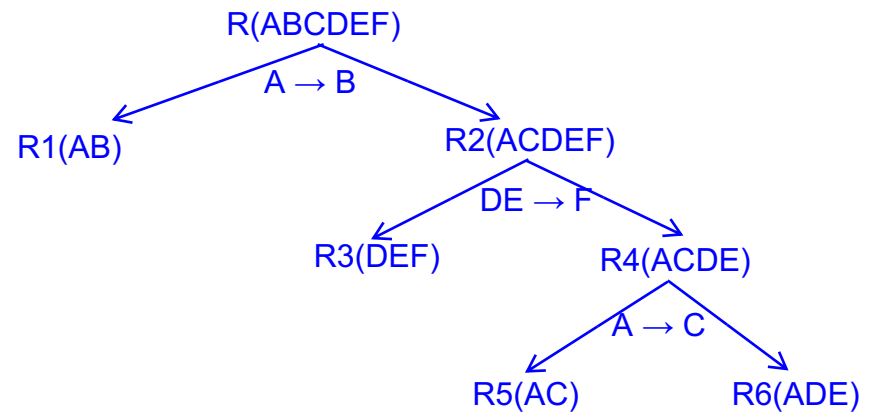 R(ABCDEF)
A → B
R1(AB)
R2(ACDEF)
DE → F
R3(DEF)
R4(ACDE)
A → C
R5(AC)
R6(ADE)